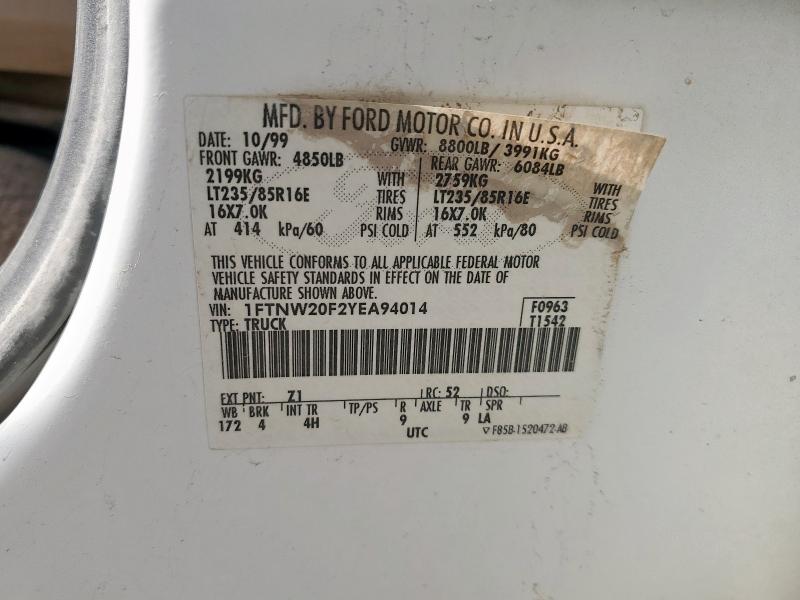 MFD. BY FORD MOTOR CO. IN U.S.A.
DATE: 10/99 GVWR: 8800LB/ 3991KG
FRONT GAWR: 4850LB REAR GAWR: 6084LB
2199KG WITH 2759KG WITH
LT235/85R16E TIRES LT235/85R16E TIRES
16X7.0K RIMS 16X7.0K RIMS
AT 414 kPa/60 PSI COLD AT 552 kPa/80 PSI COLD
THIS VEHICLE CONFORMS TO ALL APPLICABLE FEDERAL MOTOR
VEHICLE SAFETY STANDARDS IN EFFECT ON THE DATE OF
MANUFACTURE SHOWN ABOVE.
VIN: 1FTNW20F2YEA94014 F0963
TYPE: TRUCK T1542
EXT PNT: Z1 RC: 52 DSO:
WB BRK INT TR TP/PS R AXLE TR SPR
172 4 4H 9 9 LA
UTC F85B-1520472-AB